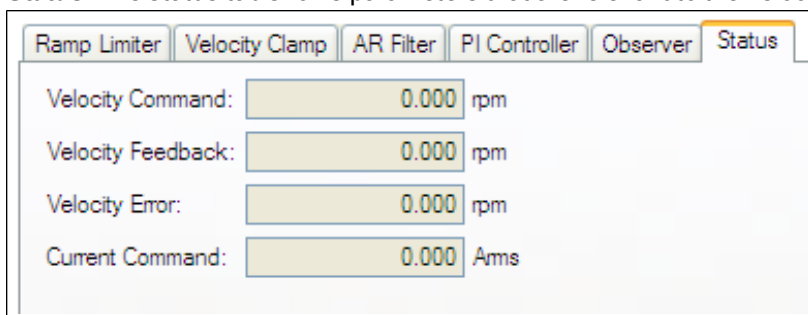 Ramp Limiter Velocity Clamp AR Filter PI Controller Observer Status
Velocity Command: 0.000 rpm
Velocity Feedback: 0.000 rpm
Velocity Error: 0.000 rpm
Current Command: 0.000 Arms